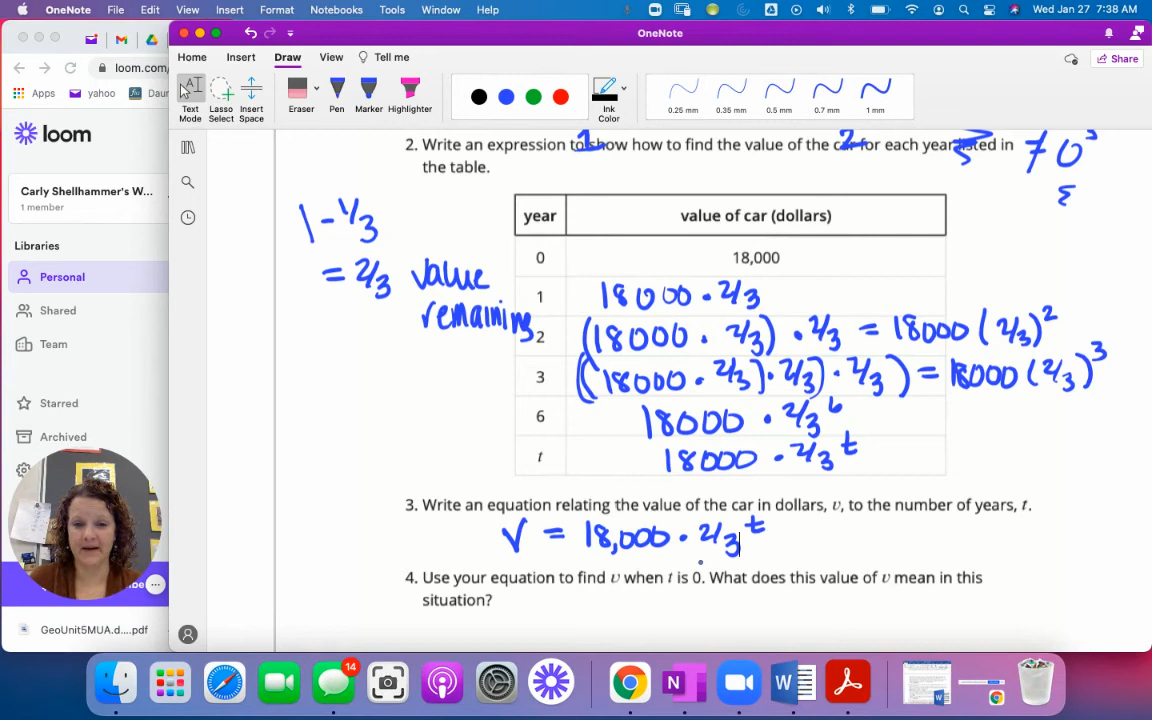 OneNote File Edit View Insert Format Notebooks Tools Window Help Wed Jan 27 7:38 AM
OneNote
loom.com/
Home Insert Draw View Tell me Share
Apps yahoo Daur
Text Mode Lasso Select Insert Space Eraser Pen Marker Highlighter Ink Color 0.25 mm 0.35 mm 0.5 mm 0.7 mm 1 mm
loom
Carly Shellhammer's W...
1 member
Libraries
Personal
Shared
Team
Starred
Archived
GeoUnit5MUA.d....pdf
1 2
2. Write an expression to show how to find the value of the car for each year listed in
the table.
1 - 1/3
= 2/3 value
remaining
year value of car (dollars)
0 18,000
1 18000 · 2/3
2 (18000 · 2/3) · 2/3 = 18000 (2/3)²
3 ((18000 · 2/3) · 2/3) · 2/3) = 18000 (2/3)³
6 18000 · 2/3⁶
t 18000 · 2/3ᵗ
3. Write an equation relating the value of the car in dollars, v, to the number of years, t.
V = 18,000 · 2/3ᵗ
4. Use your equation to find v when t is 0. What does this value of v mean in this
situation?
14